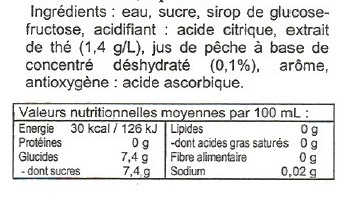 Ingrédients : eau, sucre, sirop de glucose-
fructose, acidifiant : acide citrique, extrait
de thé (1,4 g/L), jus de pêche à base de
concentré déshydraté (0,1%), arôme,
antioxygène : acide ascorbique.
Valeurs nutritionnelles moyennes par 100 mL :
Energie 30 kcal / 126 kJ Lipides 0 g
Protéines 0 g -dont acides gras saturés 0 g
Glucides 7,4 g Fibre alimentaire 0 g
- dont sucres 7,4 g Sodium 0,02 g